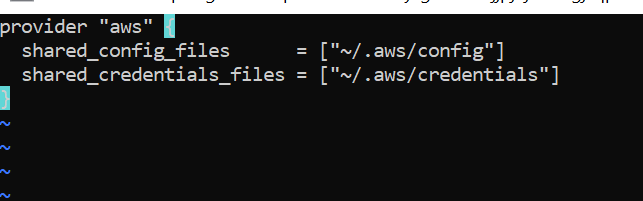 provider "aws" {
  shared_config_files      = ["~/.aws/config"]
  shared_credentials_files = ["~/.aws/credentials"]
}
~
~
~
~